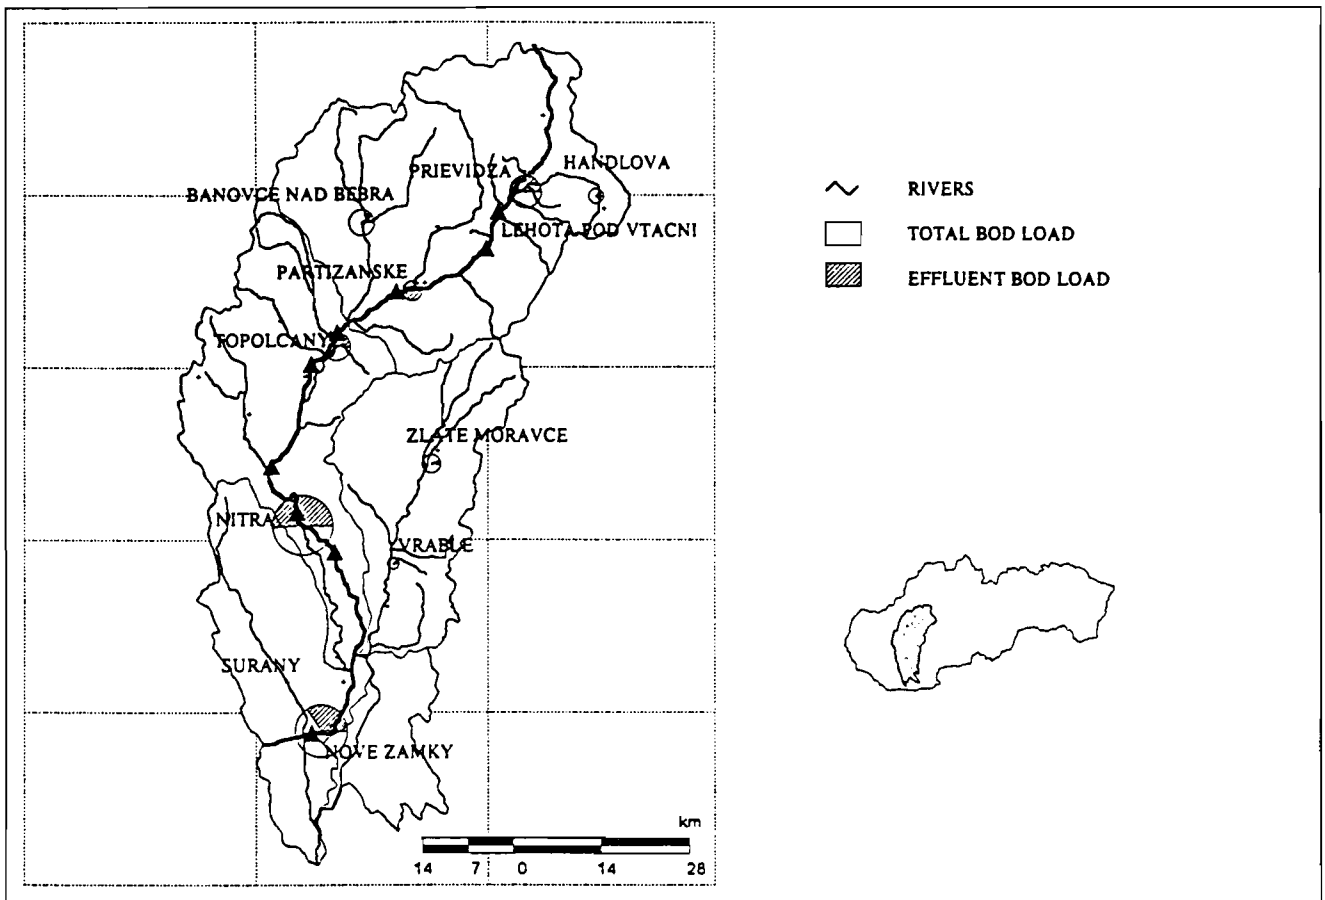 HANDLOVA
PRIEVIDZA
BANOVCE NAD BEBRA
LEHOTA POD VTACNI
PARTIZANSKE
TOPOLCANY
ZLATE MORAVCE
NITRA
VRABLE
SURANY
NOVE ZAMKY
km
14 7 0 14 28
RIVERS
TOTAL BOD LOAD
EFFLUENT BOD LOAD